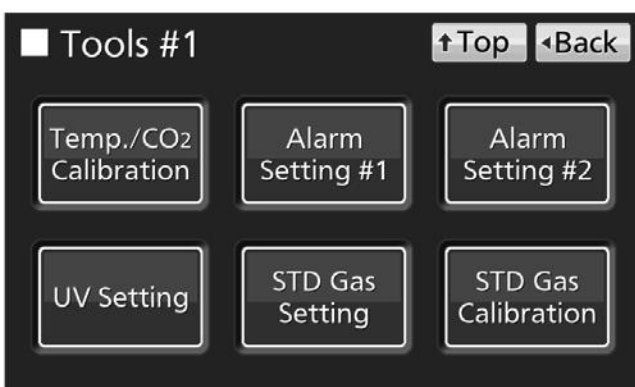 Tools #1
↑Top
◂Back
Temp./CO2
Calibration
Alarm
Setting #1
Alarm
Setting #2
UV Setting
STD Gas
Setting
STD Gas
Calibration